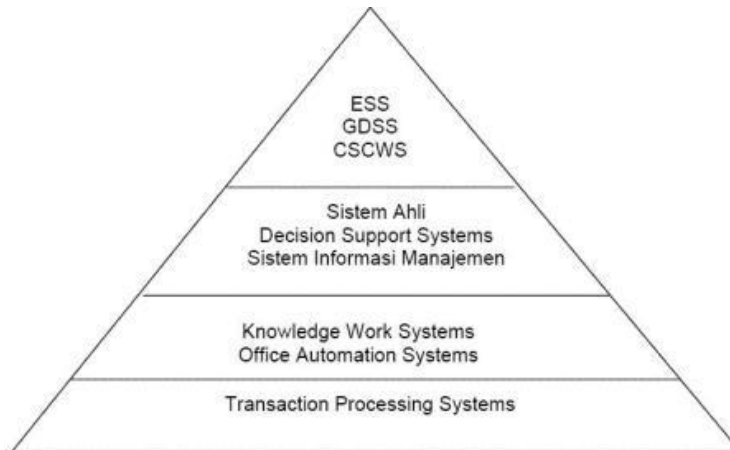 ESS
GDSS
CSCWS
Sistem Ahli
Decision Support Systems
Sistem Informasi Manajemen
Knowledge Work Systems
Office Automation Systems
Transaction Processing Systems